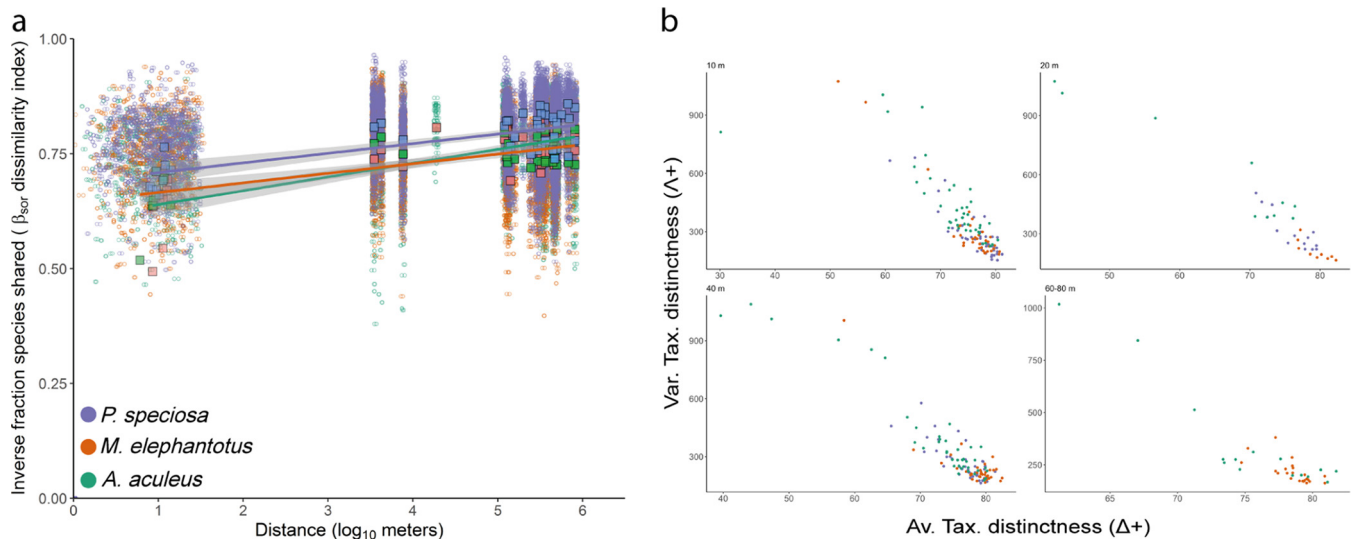 a
Inverse fraction species shared ( βsor dissimilarity index)
1.00
0.75
0.50
0.25
0.00
P. speciosa
M. elephantotus
A. aculeus
0 1 2 3 4 5 6
Distance (log10 meters)
b
Var. Tax. distinctness (Λ+)
10 m
900
600
300
30 40 50 60 70 80
20 m
900
600
300
50 60 70 80
40 m
900
600
300
40 50 60 70 80
60-80 m
1000
750
500
250
65 70 75 80
Av. Tax. distinctness (Δ+)